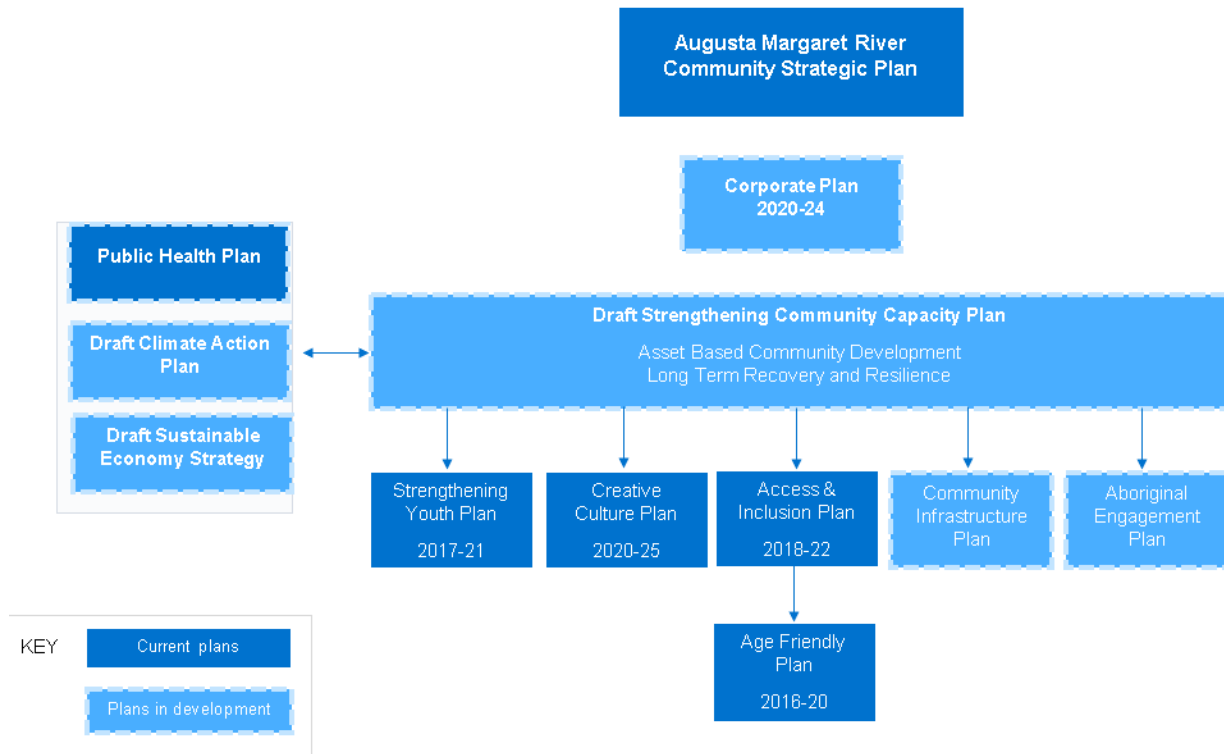 Augusta Margaret River
Community Strategic Plan
Corporate Plan
2020-24
Public Health Plan
Draft Climate Action
Plan
Draft Sustainable
Economy Strategy
Draft Strengthening Community Capacity Plan
Asset Based Community Development
Long Term Recovery and Resilience
Strengthening
Youth Plan
2017-21
Creative
Culture Plan
2020-25
Access &
Inclusion Plan
2018-22
Community
Infrastructure
Plan
Aboriginal
Engagement
Plan
Age Friendly
Plan
2016-20
KEY
Current plans
Plans in development